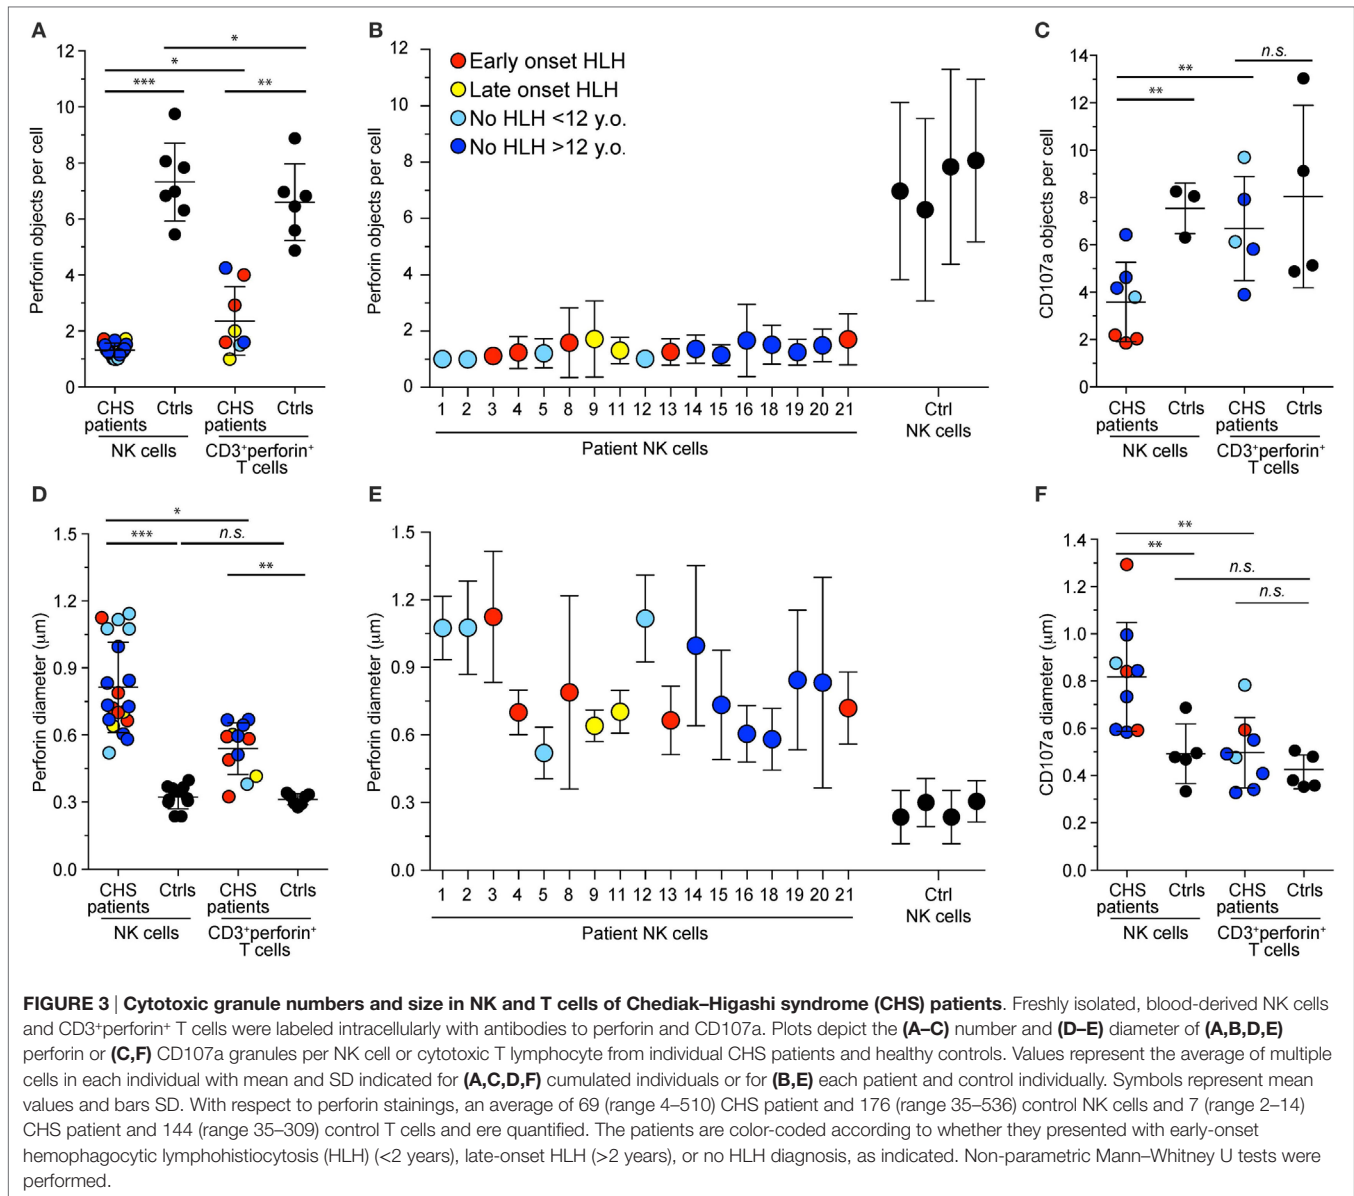 A
Perforin objects per cell
12
10
8
6
4
2
0
*
*
***
**
CHS patients
Ctrls
CHS patients
Ctrls
NK cells
CD3⁺perforin⁺
T cells
B
Perforin objects per cell
12
10
8
6
4
2
0
Early onset HLH
Late onset HLH
No HLH <12 y.o.
No HLH >12 y.o.
1 2 3 4 5 8 9 11 12 13 14 15 16 18 19 20 21
Patient NK cells
Ctrl
NK cells
C
CD107a objects per cell
14
12
10
8
6
4
2
0
n.s.
**
**
CHS patients
Ctrls
CHS patients
Ctrls
NK cells
CD3⁺perforin⁺
T cells
D
Perforin diameter (μm)
1.5
1.2
0.9
0.6
0.3
0.0
*
***
n.s.
**
CHS patients
Ctrls
CHS patients
Ctrls
NK cells
CD3⁺perforin⁺
T cells
E
Perforin diameter (μm)
1.5
1.2
0.9
0.6
0.3
0.0
1 2 3 4 5 8 9 11 12 13 14 15 16 18 19 20 21
Patient NK cells
Ctrl
NK cells
F
CD107a diameter (μm)
1.4
1.2
1.0
0.8
0.6
0.4
0.2
0.0
**
**
n.s.
n.s.
CHS patients
Ctrls
CHS patients
Ctrls
NK cells
CD3⁺perforin⁺
T cells
FIGURE 3 | Cytotoxic granule numbers and size in NK and T cells of Chediak–Higashi syndrome (CHS) patients. Freshly isolated, blood-derived NK cells
and CD3⁺perforin⁺ T cells were labeled intracellularly with antibodies to perforin and CD107a. Plots depict the (A–C) number and (D–E) diameter of (A,B,D,E)
perforin or (C,F) CD107a granules per NK cell or cytotoxic T lymphocyte from individual CHS patients and healthy controls. Values represent the average of multiple
cells in each individual with mean and SD indicated for (A,C,D,F) cumulated individuals or for (B,E) each patient and control individually. Symbols represent mean
values and bars SD. With respect to perforin stainings, an average of 69 (range 4–510) CHS patient and 176 (range 35–536) control NK cells and 7 (range 2–14)
CHS patient and 144 (range 35–309) control T cells and ere quantified. The patients are color-coded according to whether they presented with early-onset
hemophagocytic lymphohistiocytosis (HLH) (<2 years), late-onset HLH (>2 years), or no HLH diagnosis, as indicated. Non-parametric Mann–Whitney U tests were
performed.